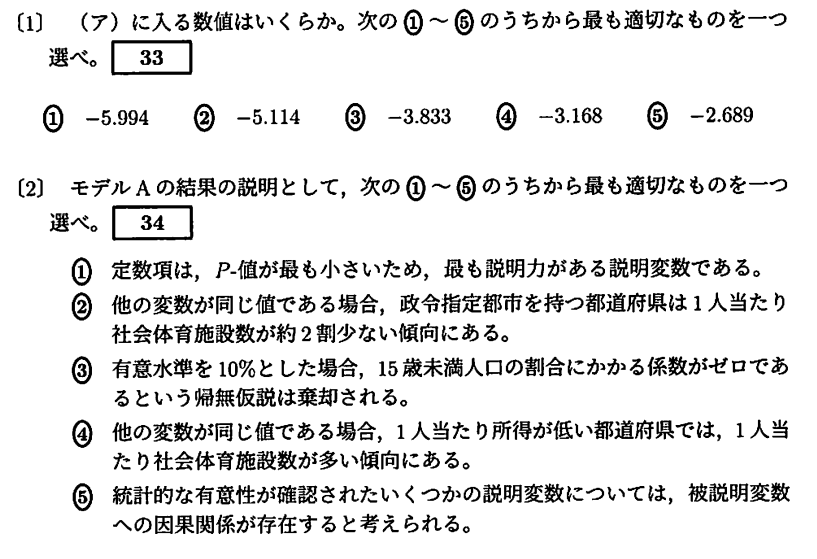 〔1〕 （ア）に入る数値はいくらか。次の①～⑤のうちから最も適切なものを一つ
選べ。 33
① −5.994 ② −5.114 ③ −3.833 ④ −3.168 ⑤ −2.689
〔2〕 モデル A の結果の説明として，次の①～⑤のうちから最も適切なものを一つ
選べ。 34
① 定数項は，P-値が最も小さいため，最も説明力がある説明変数である。
② 他の変数が同じ値である場合，政令指定都市を持つ都道府県は 1 人当たり
社会体育施設数が約 2 割少ない傾向にある。
③ 有意水準を 10%とした場合，15 歳未満人口の割合にかかる係数がゼロであ
るという帰無仮説は棄却される。
④ 他の変数が同じ値である場合，1 人当たり所得が低い都道府県では，1 人当
たり社会体育施設数が多い傾向にある。
⑤ 統計的な有意性が確認されたいくつかの説明変数については，被説明変数
への因果関係が存在すると考えられる。